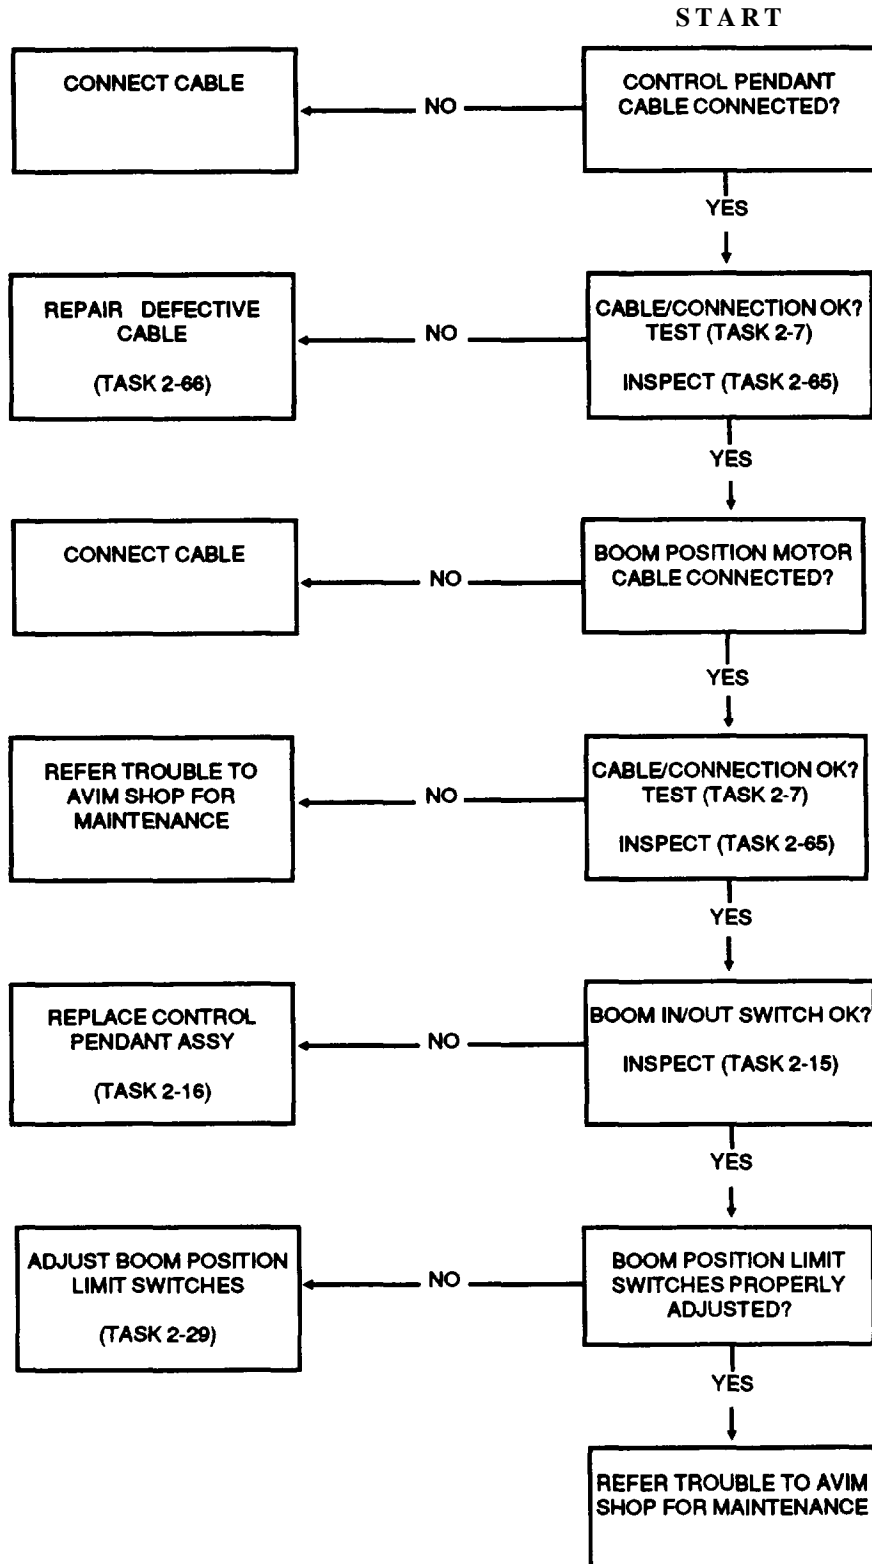 START
CONNECT CABLE
NO
CONTROL PENDANT
CABLE CONNECTED?
YES
REPAIR DEFECTIVE
CABLE
(TASK 2-66)
NO
CABLE/CONNECTION OK?
TEST (TASK 2-7)
INSPECT (TASK 2-65)
YES
CONNECT CABLE
NO
BOOM POSITION MOTOR
CABLE CONNECTED?
YES
REFER TROUBLE TO
AVIM SHOP FOR
MAINTENANCE
NO
CABLE/CONNECTION OK?
TEST (TASK 2-7)
INSPECT (TASK 2-65)
YES
REPLACE CONTROL
PENDANT ASSY
(TASK 2-16)
NO
BOOM IN/OUT SWITCH OK?
INSPECT (TASK 2-15)
YES
ADJUST BOOM POSITION
LIMIT SWITCHES
(TASK 2-29)
NO
BOOM POSITION LIMIT
SWITCHES PROPERLY
ADJUSTED?
YES
REFER TROUBLE TO AVIM
SHOP FOR MAINTENANCE